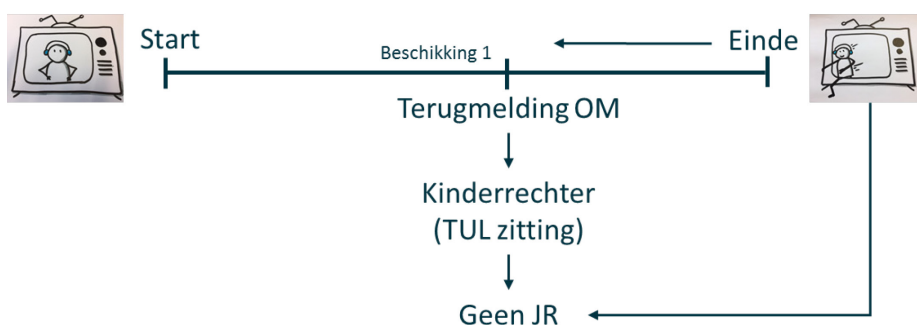 Start
Beschikking 1
Einde
Terugmelding OM
Kinderrechter
(TUL zitting)
Geen JR